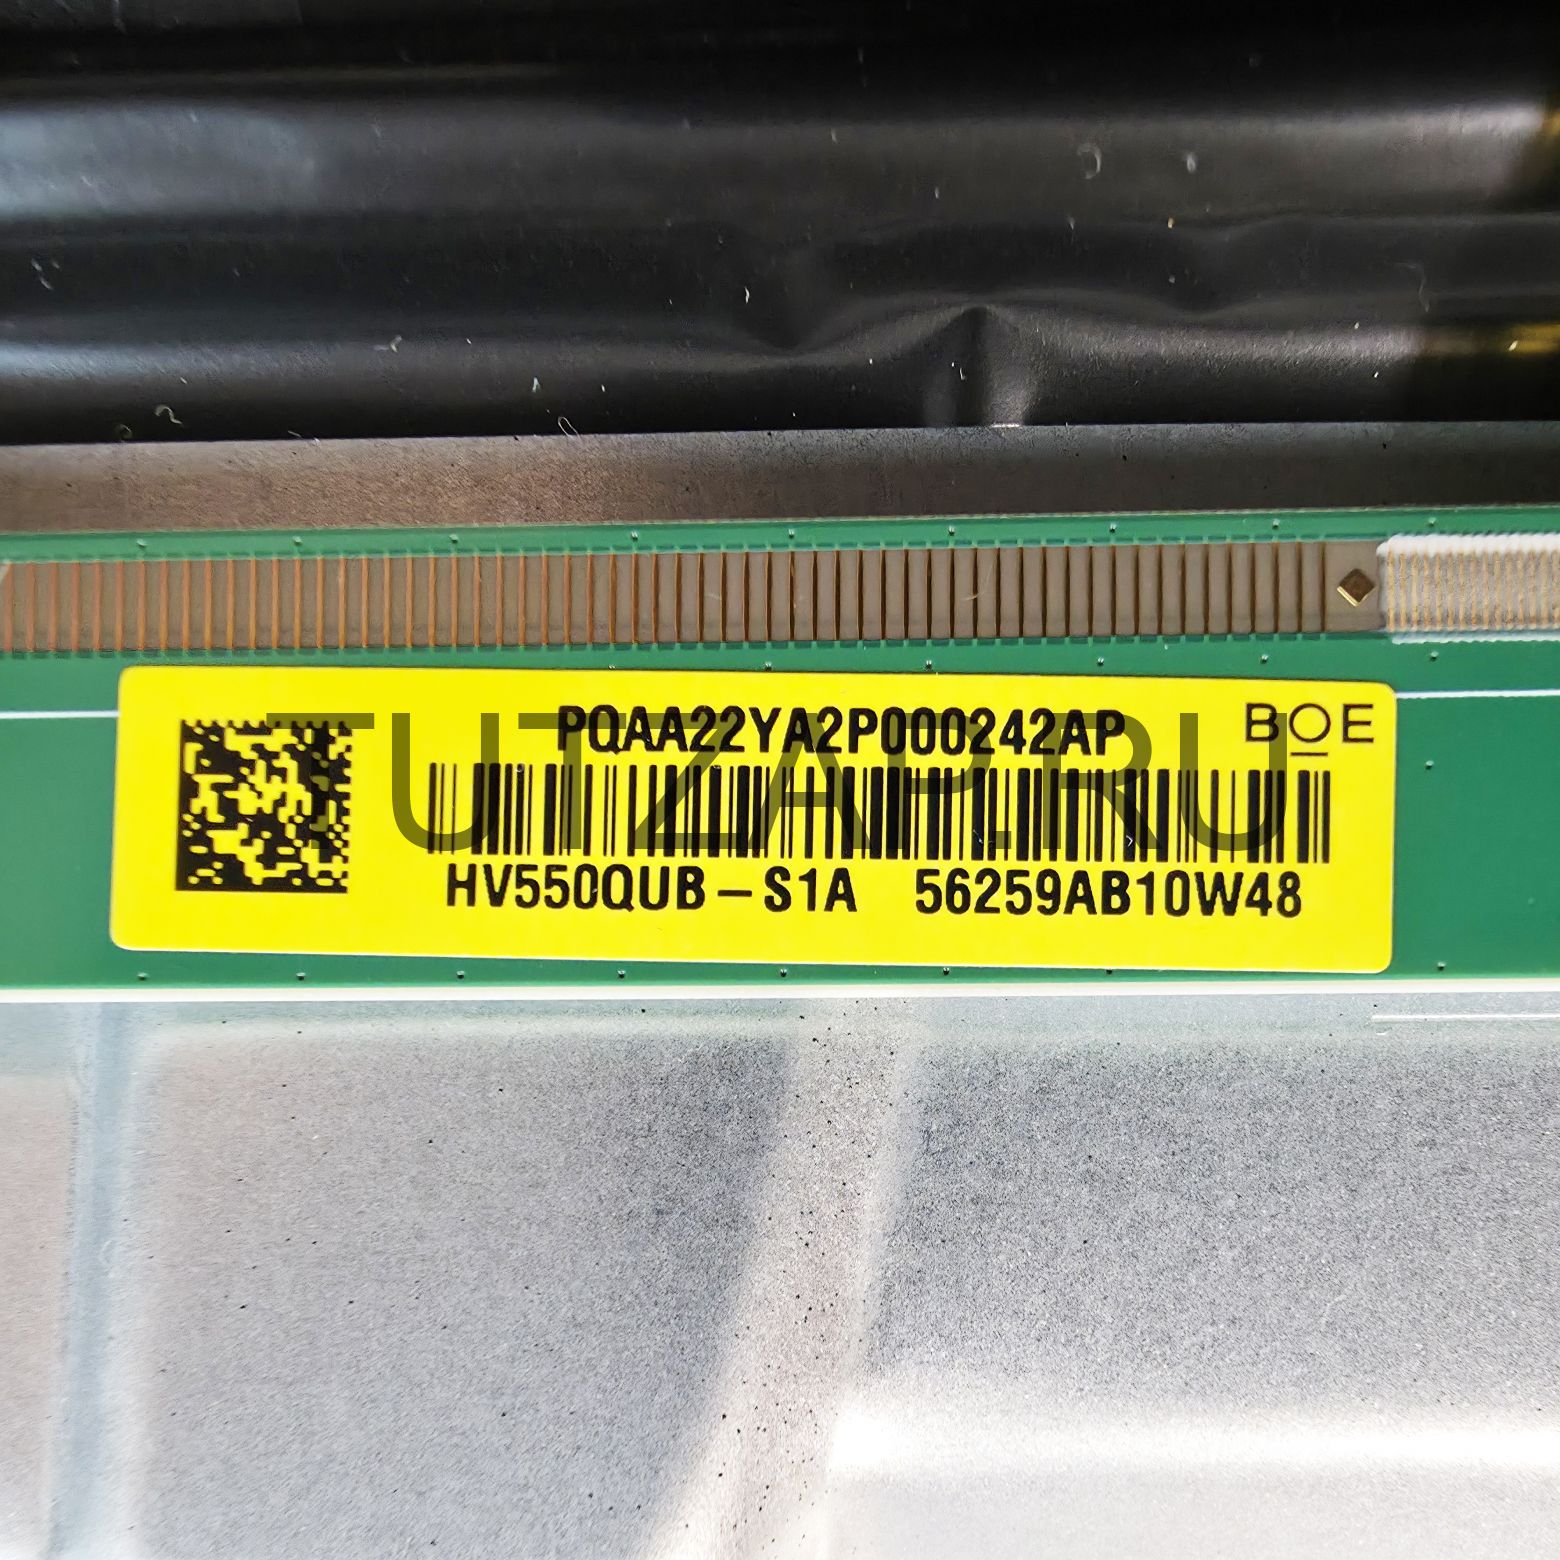 PQAA22YA2P000242AP
BOE
HV550QUB-S1A 56259AB10W48
TUTZAP.RU